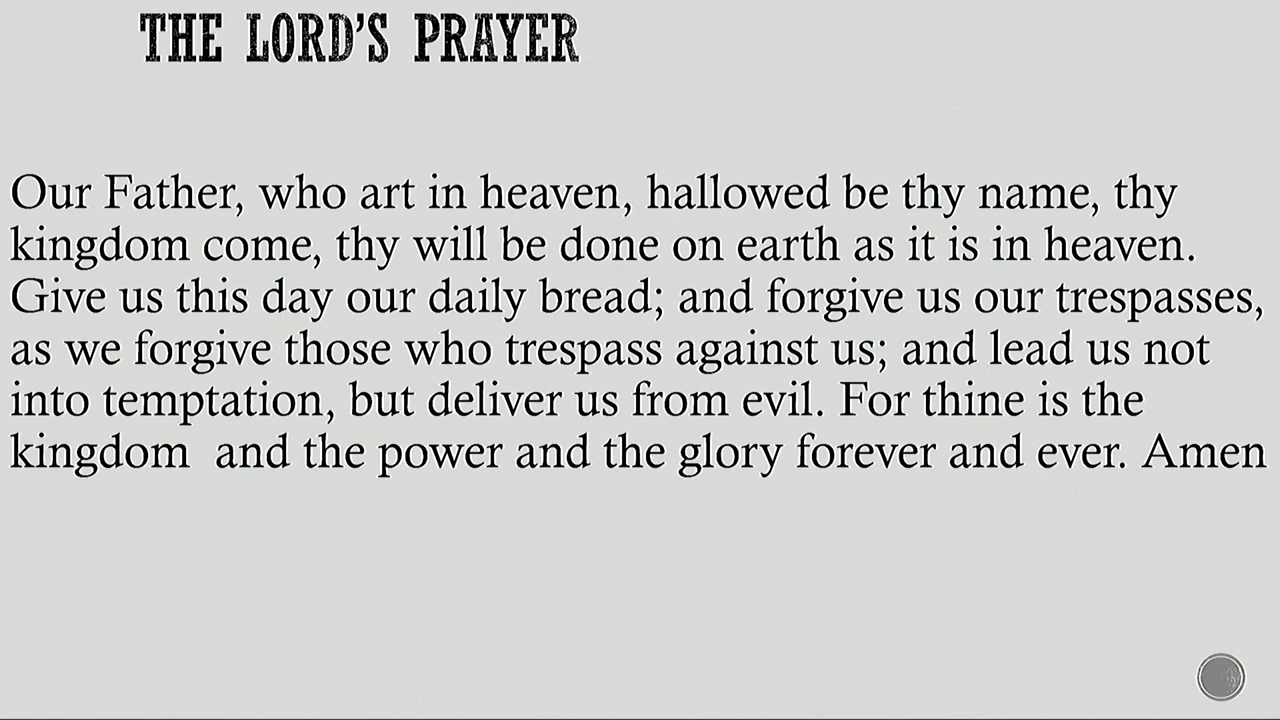 THE LORD'S PRAYER
Our Father, who art in heaven, hallowed be thy name, thy
kingdom come, thy will be done on earth as it is in heaven.
Give us this day our daily bread; and forgive us our trespasses,
as we forgive those who trespass against us; and lead us not
into temptation, but deliver us from evil. For thine is the
kingdom  and the power and the glory forever and ever. Amen